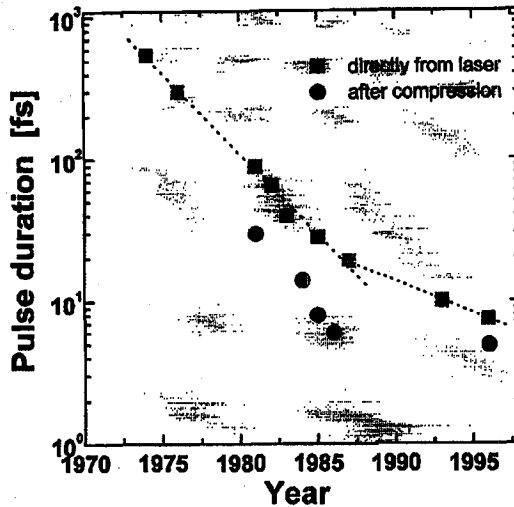 10³
directly from laser
after compression
10²
10¹
10⁰
Pulse duration [fs]
1970 1975 1980 1985 1990 1995
Year